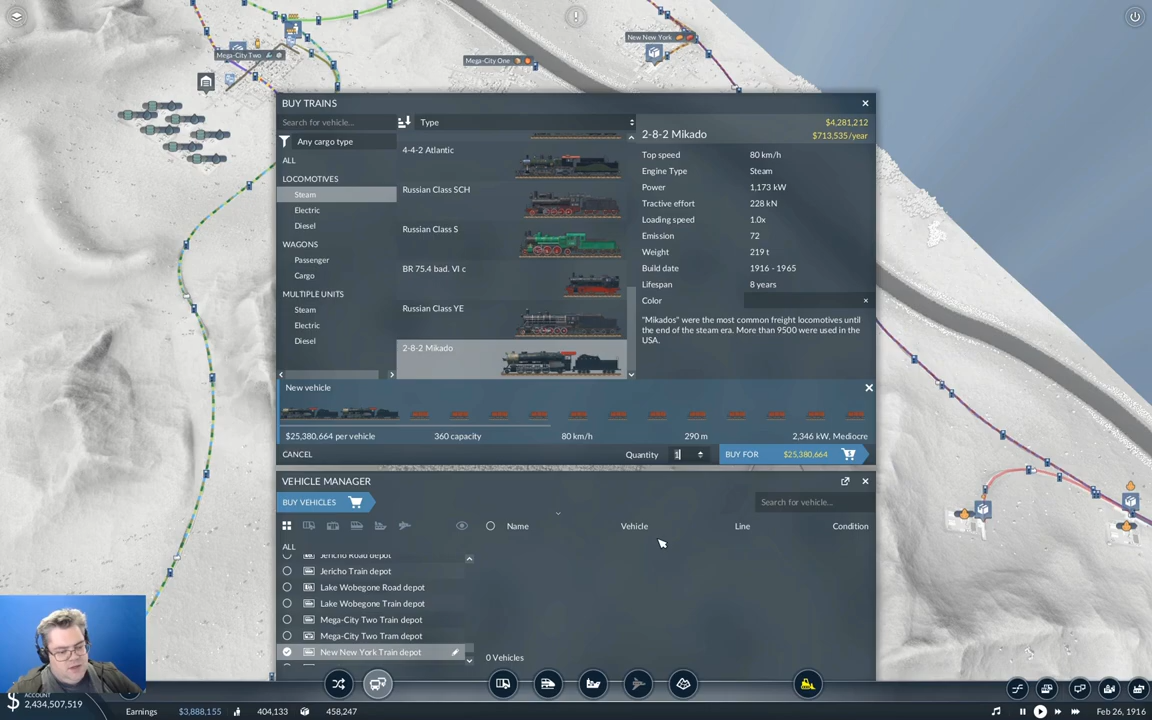 Mega-City Two
Mega-City One
New New York
BUY TRAINS
Search for vehicle...
Type
Any cargo type
ALL
LOCOMOTIVES
Steam
Electric
Diesel
WAGONS
Passenger
Cargo
MULTIPLE UNITS
Steam
Electric
Diesel
4-4-2 Atlantic
Russian Class SCH
Russian Class S
BR 75.4 bad. VI c
Russian Class YE
2-8-2 Mikado
2-8-2 Mikado
$4,281,212
$713,535/year
Top speed 80 km/h
Engine Type Steam
Power 1,173 kW
Tractive effort 228 kN
Loading speed 1.0x
Emission 72
Weight 219 t
Build date 1916 - 1965
Lifespan 8 years
Color
"Mikados" were the most common freight locomotives until
the end of the steam era. More than 9500 were used in the
USA.
New vehicle
$25,380,664 per vehicle 360 capacity 80 km/h 290 m 2,346 kW, Mediocre
CANCEL Quantity 1 BUY FOR $25,380,664
VEHICLE MANAGER
BUY VEHICLES
Search for vehicle...
Name Vehicle Line Condition
ALL
Jericho Road depot
Jericho Train depot
Lake Wobegone Road depot
Lake Wobegone Train depot
Mega-City Two Train depot
Mega-City Two Tram depot
New New York Train depot
0 Vehicles
$ ACCOUNT
2,434,507,519
Earnings $3,888,155 404,133 458,247
Feb 26, 1916